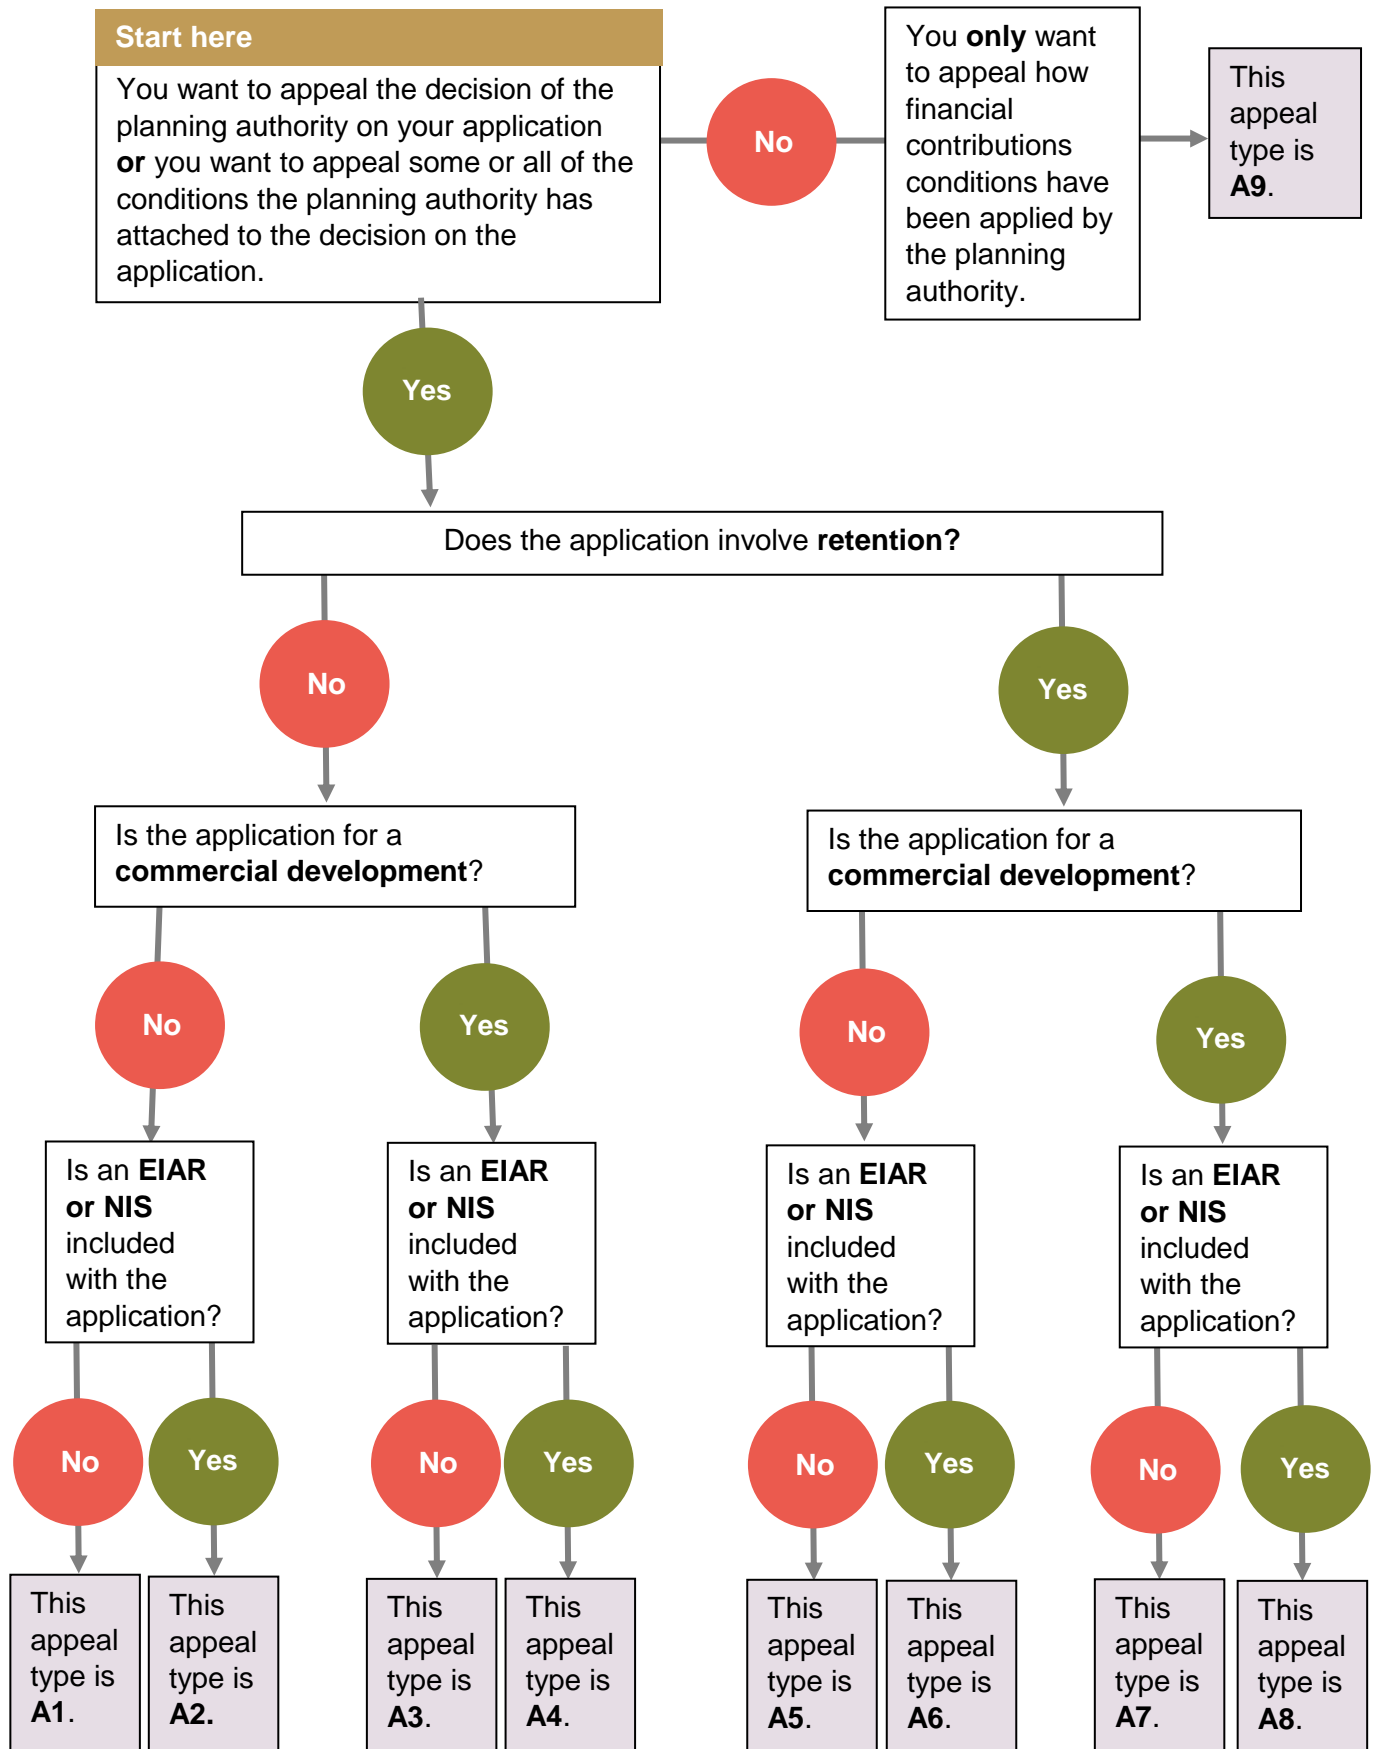 Start here
You want to appeal the decision of the
planning authority on your application
or you want to appeal some or all of the
conditions the planning authority has
attached to the decision on the
application.
No
You only want
to appeal how
financial
contributions
conditions have
been applied by
the planning
authority.
This
appeal
type is
A9.
Yes
Does the application involve retention?
No
Yes
Is the application for a
commercial development?
Is the application for a
commercial development?
No
Yes
No
Yes
Is an EIAR
or NIS
included
with the
application?
Is an EIAR
or NIS
included
with the
application?
Is an EIAR
or NIS
included
with the
application?
Is an EIAR
or NIS
included
with the
application?
No
Yes
No
Yes
No
Yes
No
Yes
This
appeal
type is
A1.
This
appeal
type is
A2.
This
appeal
type is
A3.
This
appeal
type is
A4.
This
appeal
type is
A5.
This
appeal
type is
A6.
This
appeal
type is
A7.
This
appeal
type is
A8.